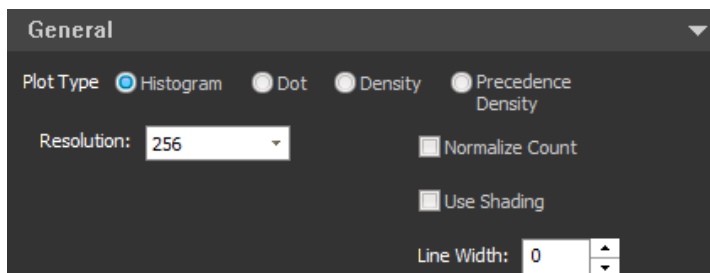 General
Plot Type Histogram Dot Density Precedence
Density
Resolution: 256
Normalize Count
Use Shading
Line Width: 0